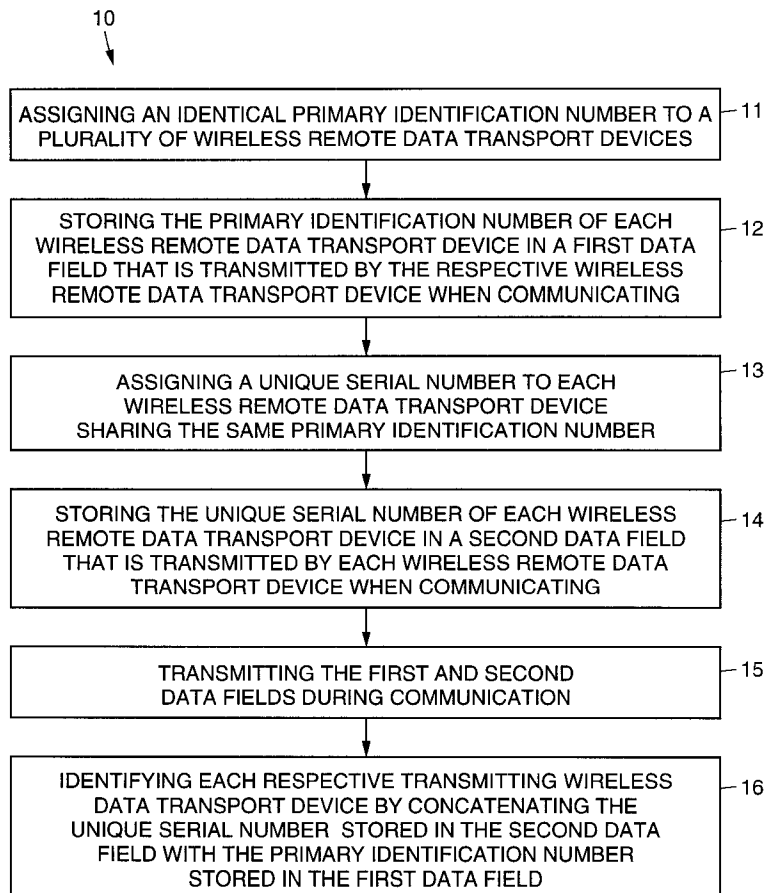 10
ASSIGNING AN IDENTICAL PRIMARY IDENTIFICATION NUMBER TO A
PLURALITY OF WIRELESS REMOTE DATA TRANSPORT DEVICES
11
STORING THE PRIMARY IDENTIFICATION NUMBER OF EACH
WIRELESS REMOTE DATA TRANSPORT DEVICE IN A FIRST DATA
FIELD THAT IS TRANSMITTED BY THE RESPECTIVE WIRELESS
REMOTE DATA TRANSPORT DEVICE WHEN COMMUNICATING
12
ASSIGNING A UNIQUE SERIAL NUMBER TO EACH
WIRELESS REMOTE DATA TRANSPORT DEVICE
SHARING THE SAME PRIMARY IDENTIFICATION NUMBER
13
STORING THE UNIQUE SERIAL NUMBER OF EACH WIRELESS
REMOTE DATA TRANSPORT DEVICE IN A SECOND DATA FIELD
THAT IS TRANSMITTED BY EACH WIRELESS REMOTE DATA
TRANSPORT DEVICE WHEN COMMUNICATING
14
TRANSMITTING THE FIRST AND SECOND
DATA FIELDS DURING COMMUNICATION
15
IDENTIFYING EACH RESPECTIVE TRANSMITTING WIRELESS
DATA TRANSPORT DEVICE BY CONCATENATING THE
UNIQUE SERIAL NUMBER STORED IN THE SECOND DATA
FIELD WITH THE PRIMARY IDENTIFICATION NUMBER
STORED IN THE FIRST DATA FIELD
16